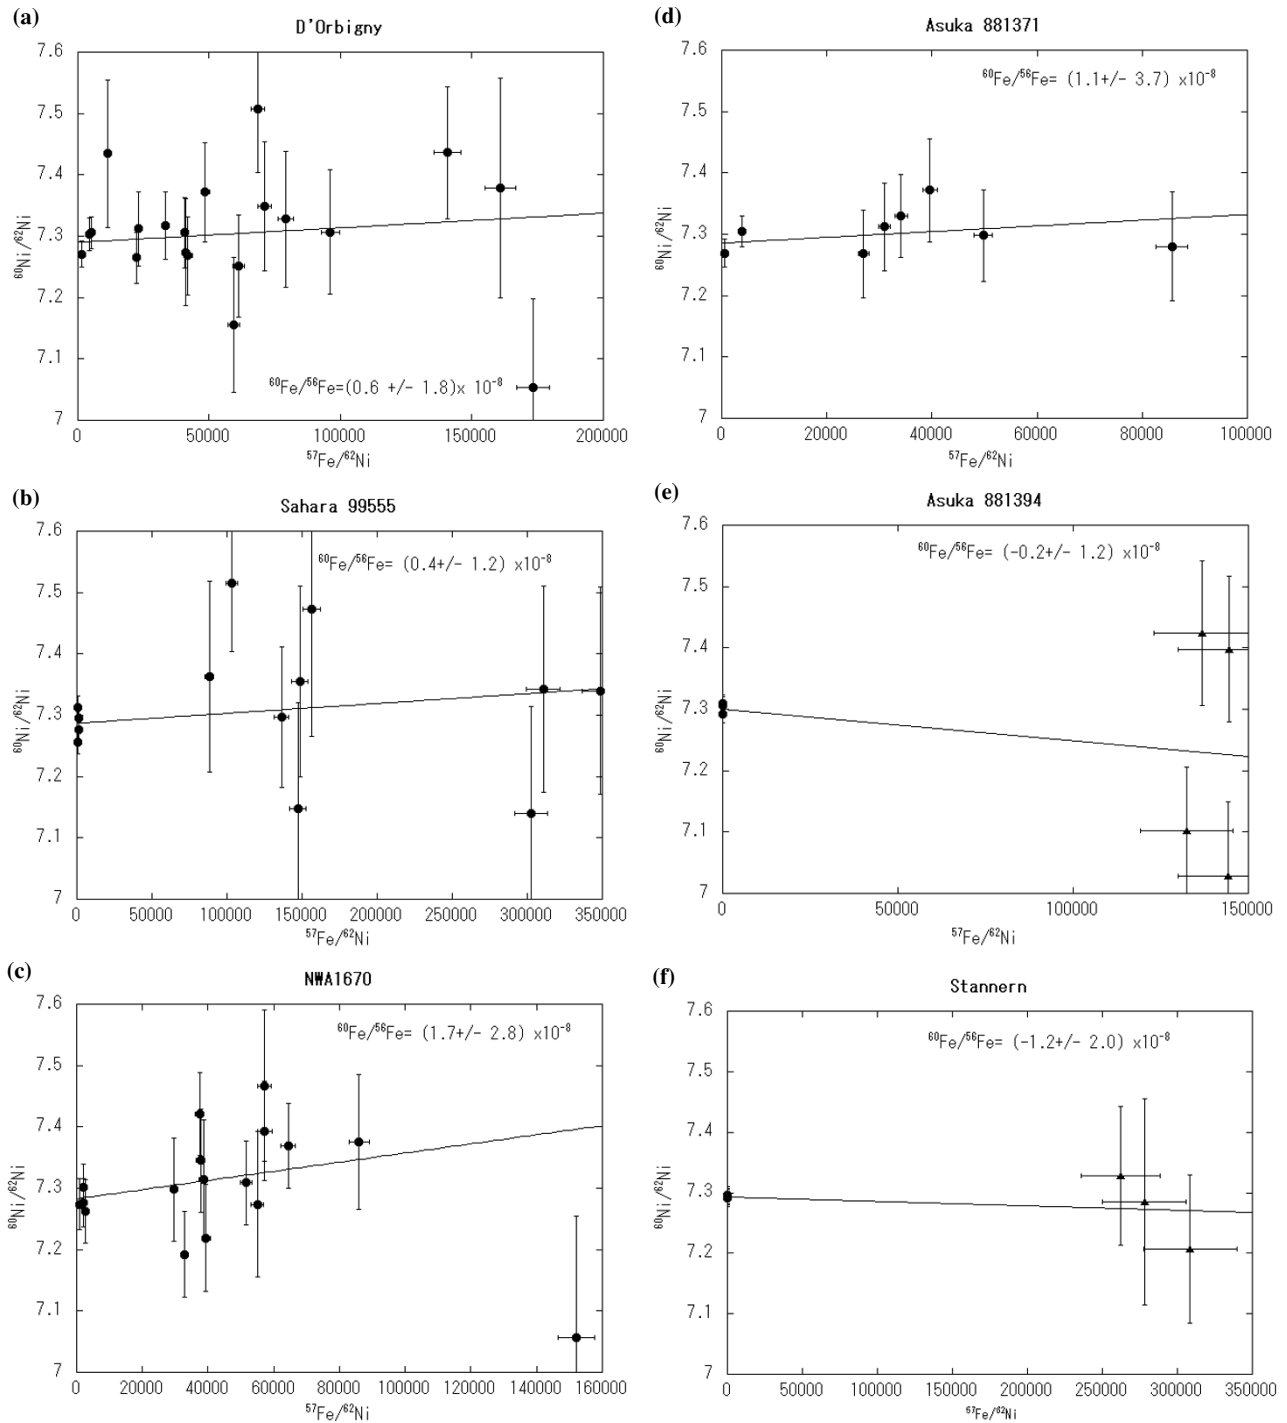 (a)
D'Orbigny
7.6
7.5
7.4
7.3
7.2
7.1
7
⁶⁰Ni/⁶²Ni
⁶⁰Fe/⁵⁶Fe=(0.6 +/- 1.8)x 10⁻⁸
0 50000 100000 150000 200000
⁵⁷Fe/⁶²Ni
(b)
Sahara 99555
7.6
7.5
7.4
7.3
7.2
7.1
7
⁶⁰Ni/⁶²Ni
⁶⁰Fe/⁵⁶Fe= (0.4+/- 1.2) x10⁻⁸
0 50000 100000 150000 200000 250000 300000 350000
⁵⁷Fe/⁶²Ni
(c)
NWA1670
7.6
7.5
7.4
7.3
7.2
7.1
7
⁶⁰Ni/⁶²Ni
⁶⁰Fe/⁵⁶Fe= (1.7+/- 2.8) x10⁻⁸
0 20000 40000 60000 80000 100000 120000 140000 160000
⁵⁷Fe/⁶²Ni
(d)
Asuka 881371
7.6
7.5
7.4
7.3
7.2
7.1
7
⁶⁰Ni/⁶²Ni
⁶⁰Fe/⁵⁶Fe= (1.1+/- 3.7) x10⁻⁸
0 20000 40000 60000 80000 100000
⁵⁷Fe/⁶²Ni
(e)
Asuka 881394
7.6
7.5
7.4
7.3
7.2
7.1
7
⁶⁰Ni/⁶²Ni
⁶⁰Fe/⁵⁶Fe= (-0.2+/- 1.2) x10⁻⁸
0 50000 100000 150000
⁵⁷Fe/⁶²Ni
(f)
Stannern
7.6
7.5
7.4
7.3
7.2
7.1
7
⁶⁰Ni/⁶²Ni
⁶⁰Fe/⁵⁶Fe= (-1.2+/- 2.0) x10⁻⁸
0 50000 100000 150000 200000 250000 300000 350000
⁵⁷Fe/⁶²Ni